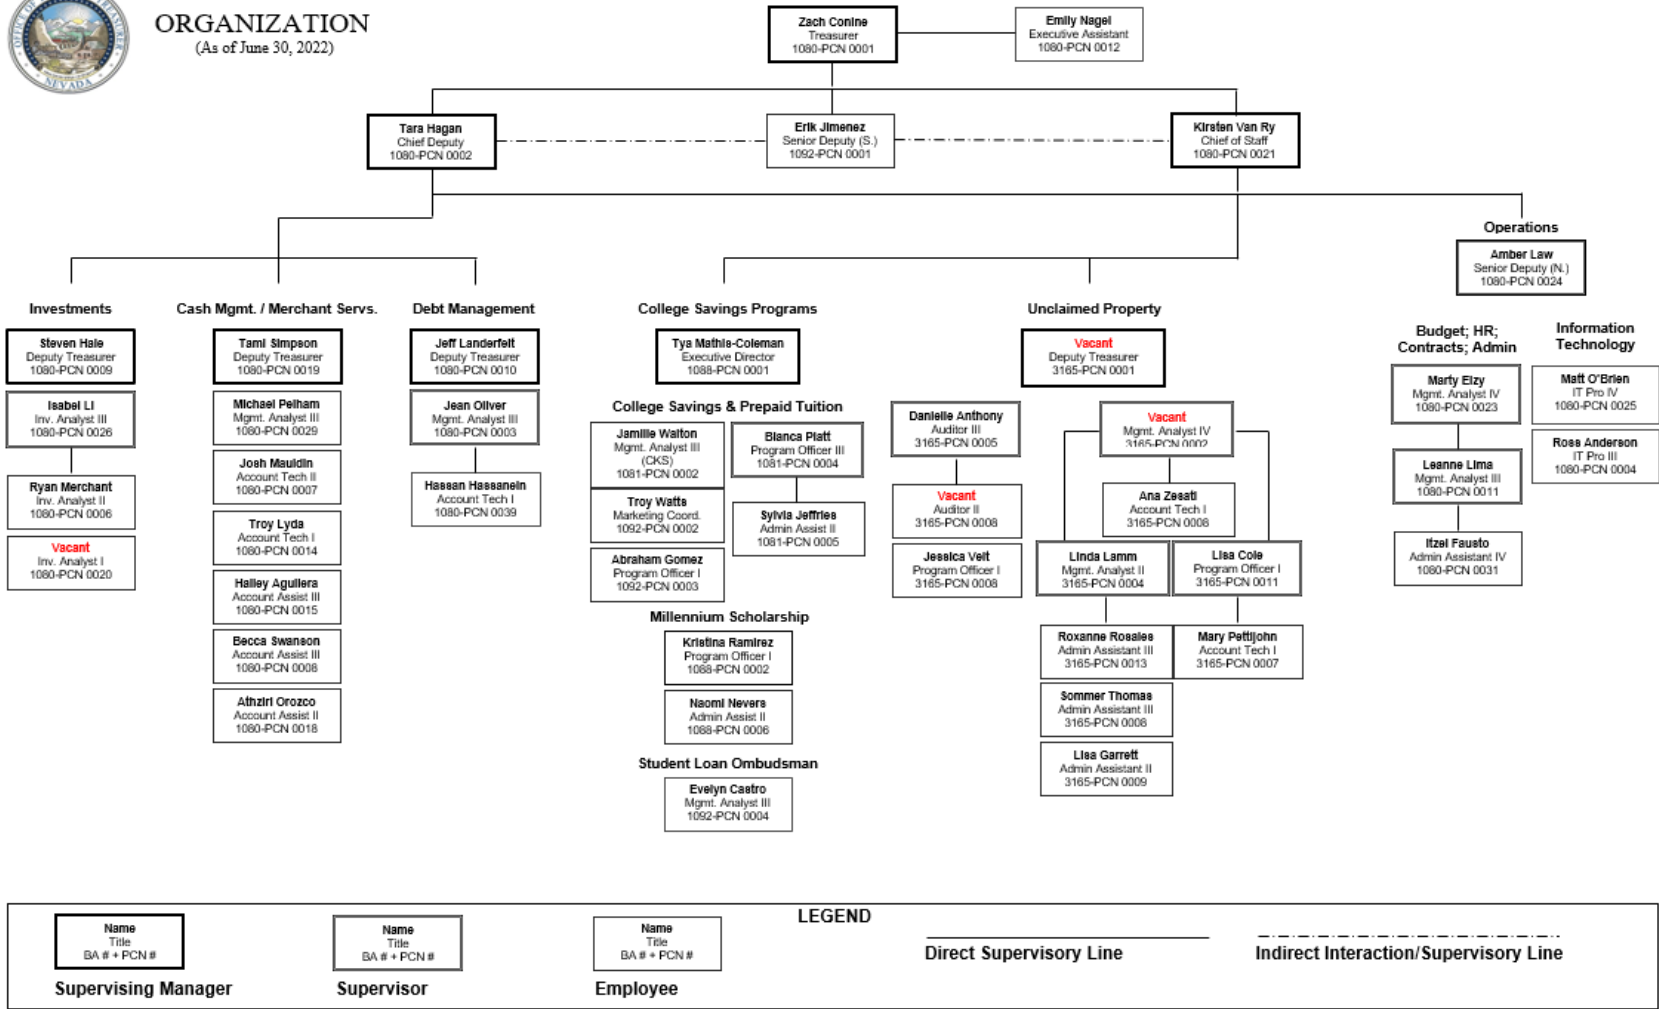 ORGANIZATION
(As of June 30, 2022)
NEVADA
Zach Conine
Treasurer
1080-PCN 0001
Emily Nagel
Executive Assistant
1080-PCN 0012
Tara Hagan
Chief Deputy
1080-PCN 0002
Erik Jimenez
Senior Deputy (S.)
1092-PCN 0001
Kirsten Van Ry
Chief of Staff
1080-PCN 0021
Operations
Amber Law
Senior Deputy (N.)
1080-PCN 0024
Investments
Steven Hale
Deputy Treasurer
1080-PCN 0009
Isabel Li
Inv. Analyst III
1080-PCN 0026
Ryan Merchant
Inv. Analyst II
1080-PCN 0006
Vacant
Inv. Analyst I
1080-PCN 0020
Cash Mgmt. / Merchant Servs.
Tami Simpson
Deputy Treasurer
1080-PCN 0019
Michael Pelham
Mgmt. Analyst III
1080-PCN 0029
Josh Mauldin
Account Tech II
1080-PCN 0007
Troy Lyda
Account Tech I
1080-PCN 0014
Hailey Aguilera
Account Assist III
1080-PCN 0015
Becca Swanson
Account Assist III
1080-PCN 0008
Athziri Orozco
Account Assist II
1080-PCN 0018
Debt Management
Jeff Landerfelt
Deputy Treasurer
1080-PCN 0010
Jean Oliver
Mgmt. Analyst III
1080-PCN 0003
Hassan Hassanein
Account Tech I
1080-PCN 0039
College Savings Programs
Tya Mathis-Coleman
Executive Director
1088-PCN 0001
College Savings & Prepaid Tuition
Jamille Walton
Mgmt. Analyst III
(CKS)
1081-PCN 0002
Troy Watts
Marketing Coord.
1092-PCN 0002
Abraham Gomez
Program Officer I
1092-PCN 0003
Bianca Platt
Program Officer III
1081-PCN 0004
Sylvia Jeffries
Admin Assist II
1081-PCN 0005
Millennium Scholarship
Kristina Ramirez
Program Officer I
1088-PCN 0002
Naomi Nevers
Admin Assist II
1088-PCN 0006
Student Loan Ombudsman
Evelyn Castro
Mgmt. Analyst III
1092-PCN 0004
Unclaimed Property
Vacant
Deputy Treasurer
3165-PCN 0001
Danielle Anthony
Auditor III
3165-PCN 0005
Vacant
Auditor II
3165-PCN 0008
Jessica Veit
Program Officer I
3165-PCN 0008
Vacant
Mgmt. Analyst IV
3165-PCN 0002
Ana Zesati
Account Tech I
3165-PCN 0008
Linda Lamm
Mgmt. Analyst II
3165-PCN 0004
Lisa Cole
Program Officer I
3165-PCN 0011
Roxanne Rosales
Admin Assistant III
3165-PCN 0013
Mary Pettijohn
Account Tech I
3165-PCN 0007
Sommer Thomas
Admin Assistant III
3165-PCN 0008
Lisa Garrett
Admin Assistant II
3165-PCN 0009
Budget; HR;
Contracts; Admin
Marty Elzy
Mgmt. Analyst IV
1080-PCN 0023
Leanne Lima
Mgmt. Analyst III
1080-PCN 0011
Itzel Fausto
Admin Assistant IV
1080-PCN 0031
Information
Technology
Matt O'Brien
IT Pro IV
1080-PCN 0025
Ross Anderson
IT Pro III
1080-PCN 0004
LEGEND
Name
Title
BA # + PCN #
Supervising Manager
Name
Title
BA # + PCN #
Supervisor
Name
Title
BA # + PCN #
Employee
Direct Supervisory Line
Indirect Interaction/Supervisory Line